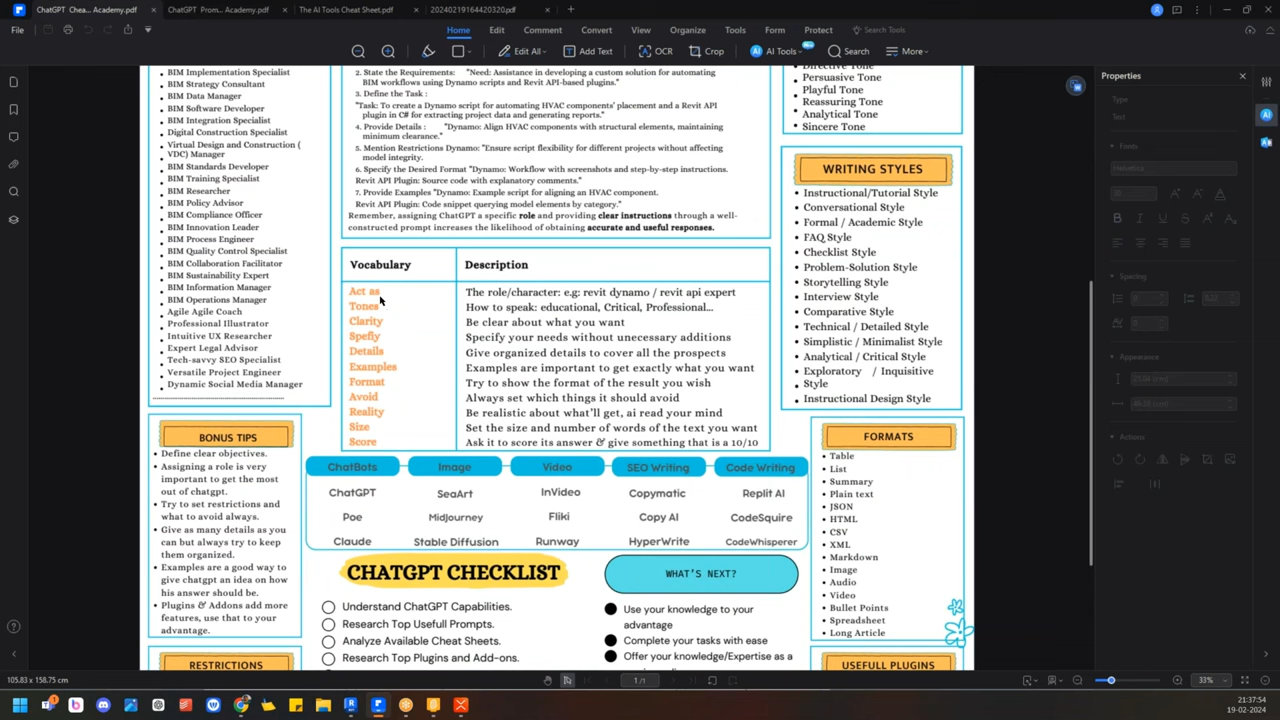 ChatGPT Chea... Academy.pdf
ChatGPT Prom... Academy.pdf
The AI Tools Cheat Sheet.pdf
20240219164420320.pdf
File
Home
Edit
Comment
Convert
View
Organize
Tools
Form
Protect
Search Tools
Edit All
Add Text
OCR
Crop
AI Tools
Search
More
BIM Implementation Specialist
BIM Strategy Consultant
BIM Data Manager
BIM Software Developer
BIM Integration Specialist
Digital Construction Specialist
Virtual Design and Construction (
VDC) Manager
BIM Standards Developer
BIM Training Specialist
BIM Researcher
BIM Policy Advisor
BIM Compliance Officer
BIM Innovation Leader
BIM Process Engineer
BIM Quality Control Specialist
BIM Collaboration Facilitator
BIM Sustainability Expert
BIM Information Manager
BIM Operations Manager
Agile Agile Coach
Professional Illustrator
Intuitive UX Researcher
Expert Legal Advisor
Tech-savvy SEO Specialist
Versatile Project Engineer
Dynamic Social Media Manager
BONUS TIPS
Define clear objectives.
Assigning a role is very
important to get the most
out of chatgpt.
Try to set restrictions and
what to avoid always.
Give as many details as you
can but always try to keep
them organized.
Examples are a good way to
give chatgpt an idea on how
his answer should be.
Plugins & Addons add more
features, use that to your
advantage.
RESTRICTIONS
2. State the Requirements: "Need: Assistance in developing a custom solution for automating
BIM workflows using Dynamo scripts and Revit API-based plugins."
3. Define the Task :
"Task: To create a Dynamo script for automating HVAC components' placement and a Revit API
plugin in C# for extracting project data and generating reports."
4. Provide Details : "Dynamo: Align HVAC components with structural elements, maintaining
minimum clearance."
5. Mention Restrictions Dynamo: "Ensure script flexibility for different projects without affecting
model integrity.
6. Specify the Desired Format "Dynamo: Workflow with screenshots and step-by-step instructions.
Revit API Plugin: Source code with explanatory comments."
7. Provide Examples "Dynamo: Example script for aligning an HVAC component.
Revit API Plugin: Code snippet querying model elements by category."
Remember, assigning ChatGPT a specific role and providing clear instructions through a well-
constructed prompt increases the likelihood of obtaining accurate and useful responses.
Vocabulary Description
Act as The role/character: e.g: revit dynamo / revit api expert
Tones How to speak: educational, Critical, Professional...
Clarity Be clear about what you want
Spefiy Specify your needs without unecessary additions
Details Give organized details to cover all the prospects
Examples Examples are important to get exactly what you want
Format Try to show the format of the result you wish
Avoid Always set which things it should avoid
Reality Be realistic about what'll get, ai read your mind
Size Set the size and number of words of the text you want
Score Ask it to score its answer & give something that is a 10/10
ChatBots Image Video SEO Writing Code Writing
ChatGPT SeaArt InVideo Copymatic Replit AI
Poe MidJourney Fliki Copy AI CodeSquire
Claude Stable Diffusion Runway HyperWrite CodeWhisperer
CHATGPT CHECKLIST
Understand ChatGPT Capabilities.
Research Top Usefull Prompts.
Analyze Available Cheat Sheets.
Research Top Plugins and Add-ons.
WHAT'S NEXT?
Use your knowledge to your
advantage
Complete your tasks with ease
Offer your knowledge/Expertise as a
Directive Tone
Persuasive Tone
Playful Tone
Reassuring Tone
Analytical Tone
Sincere Tone
WRITING STYLES
Instructional/Tutorial Style
Conversational Style
Formal / Academic Style
FAQ Style
Checklist Style
Problem-Solution Style
Storytelling Style
Interview Style
Comparative Style
Technical / Detailed Style
Simplistic / Minimalist Style
Analytical / Critical Style
Exploratory / Inquisitive
Style
Instructional Design Style
FORMATS
Table
List
Summary
Plain text
JSON
HTML
CSV
XML
Markdown
Image
Audio
Video
Bullet Points
Spreadsheet
Long Article
USEFULL PLUGINS
Properties
Type
Text
Fonts
Helvetica
Spacing
Appearance
Actions
105.83 x 158.75 cm
1 /1
33%
21:37:54
19-02-2024